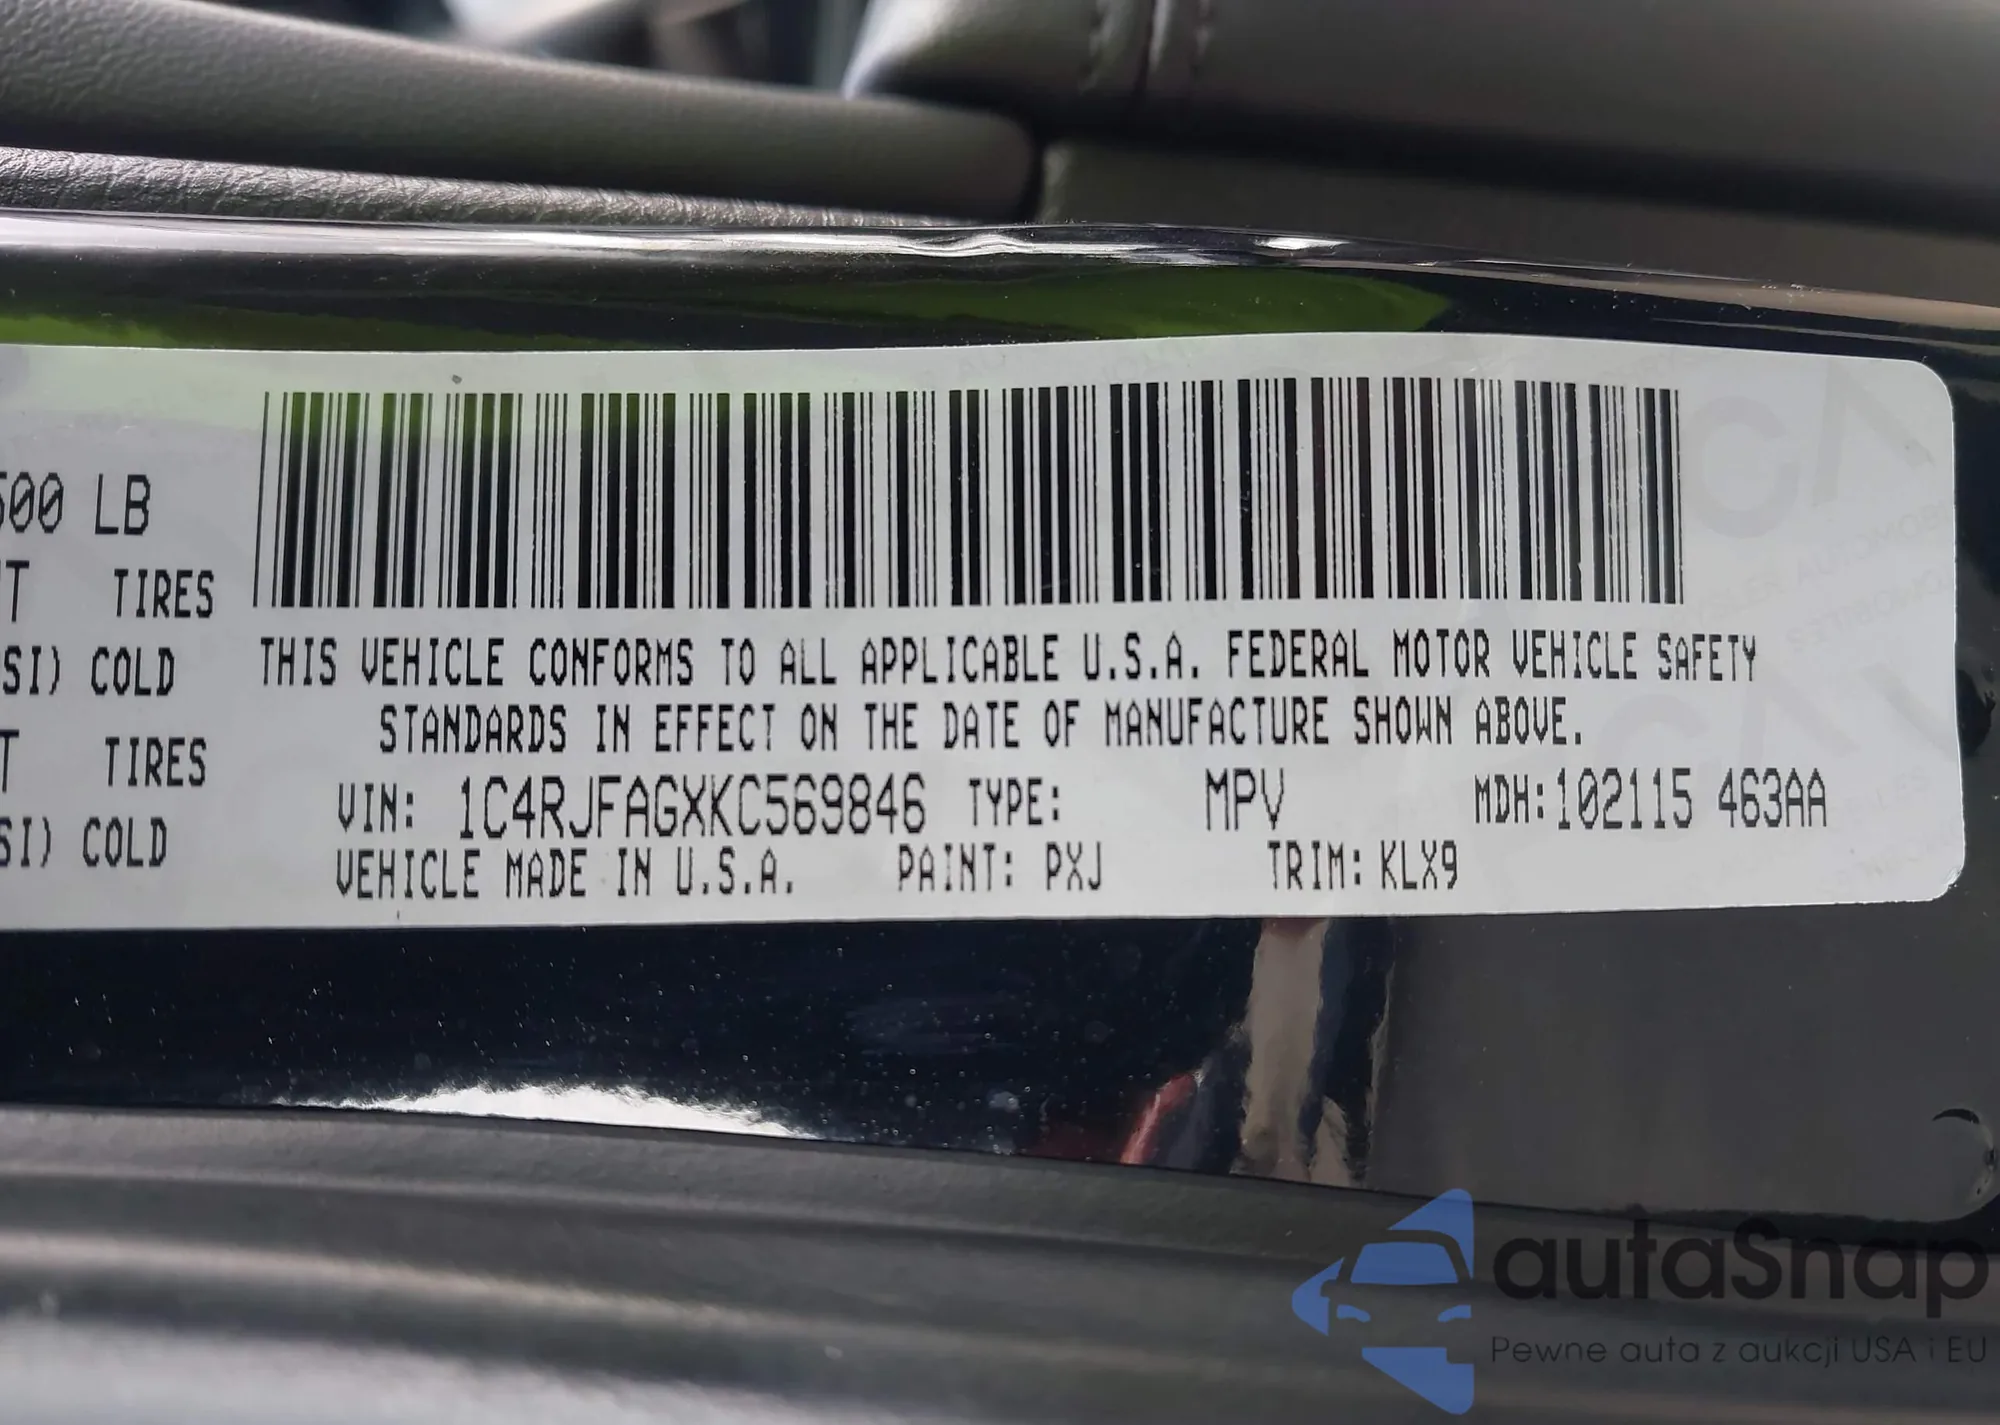 500 LB
T TIRES
SI) COLD
T TIRES
SI) COLD
THIS VEHICLE CONFORMS TO ALL APPLICABLE U.S.A. FEDERAL MOTOR VEHICLE SAFETY
STANDARDS IN EFFECT ON THE DATE OF MANUFACTURE SHOWN ABOVE.
VIN: 1C4RJFAGXKC569846 TYPE: MPV MDH:102115 463AA
VEHICLE MADE IN U.S.A. PAINT: PXJ TRIM: KLX9
autaSnap
Pewne auta z aukcji USA i EU